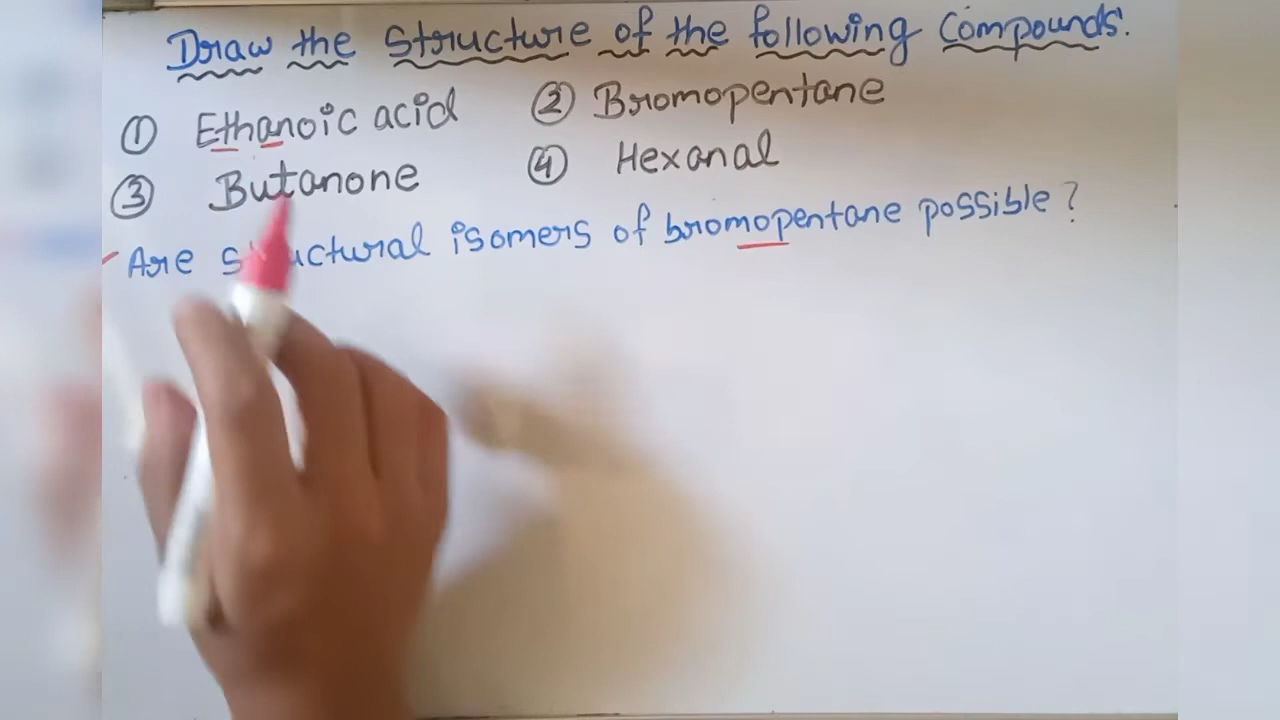 Draw the Structure of the following Compounds.
① Ethanoic acid ② Bromopentane
③ Butanone ④ Hexanal
Are structural isomers of bromopentane possible?